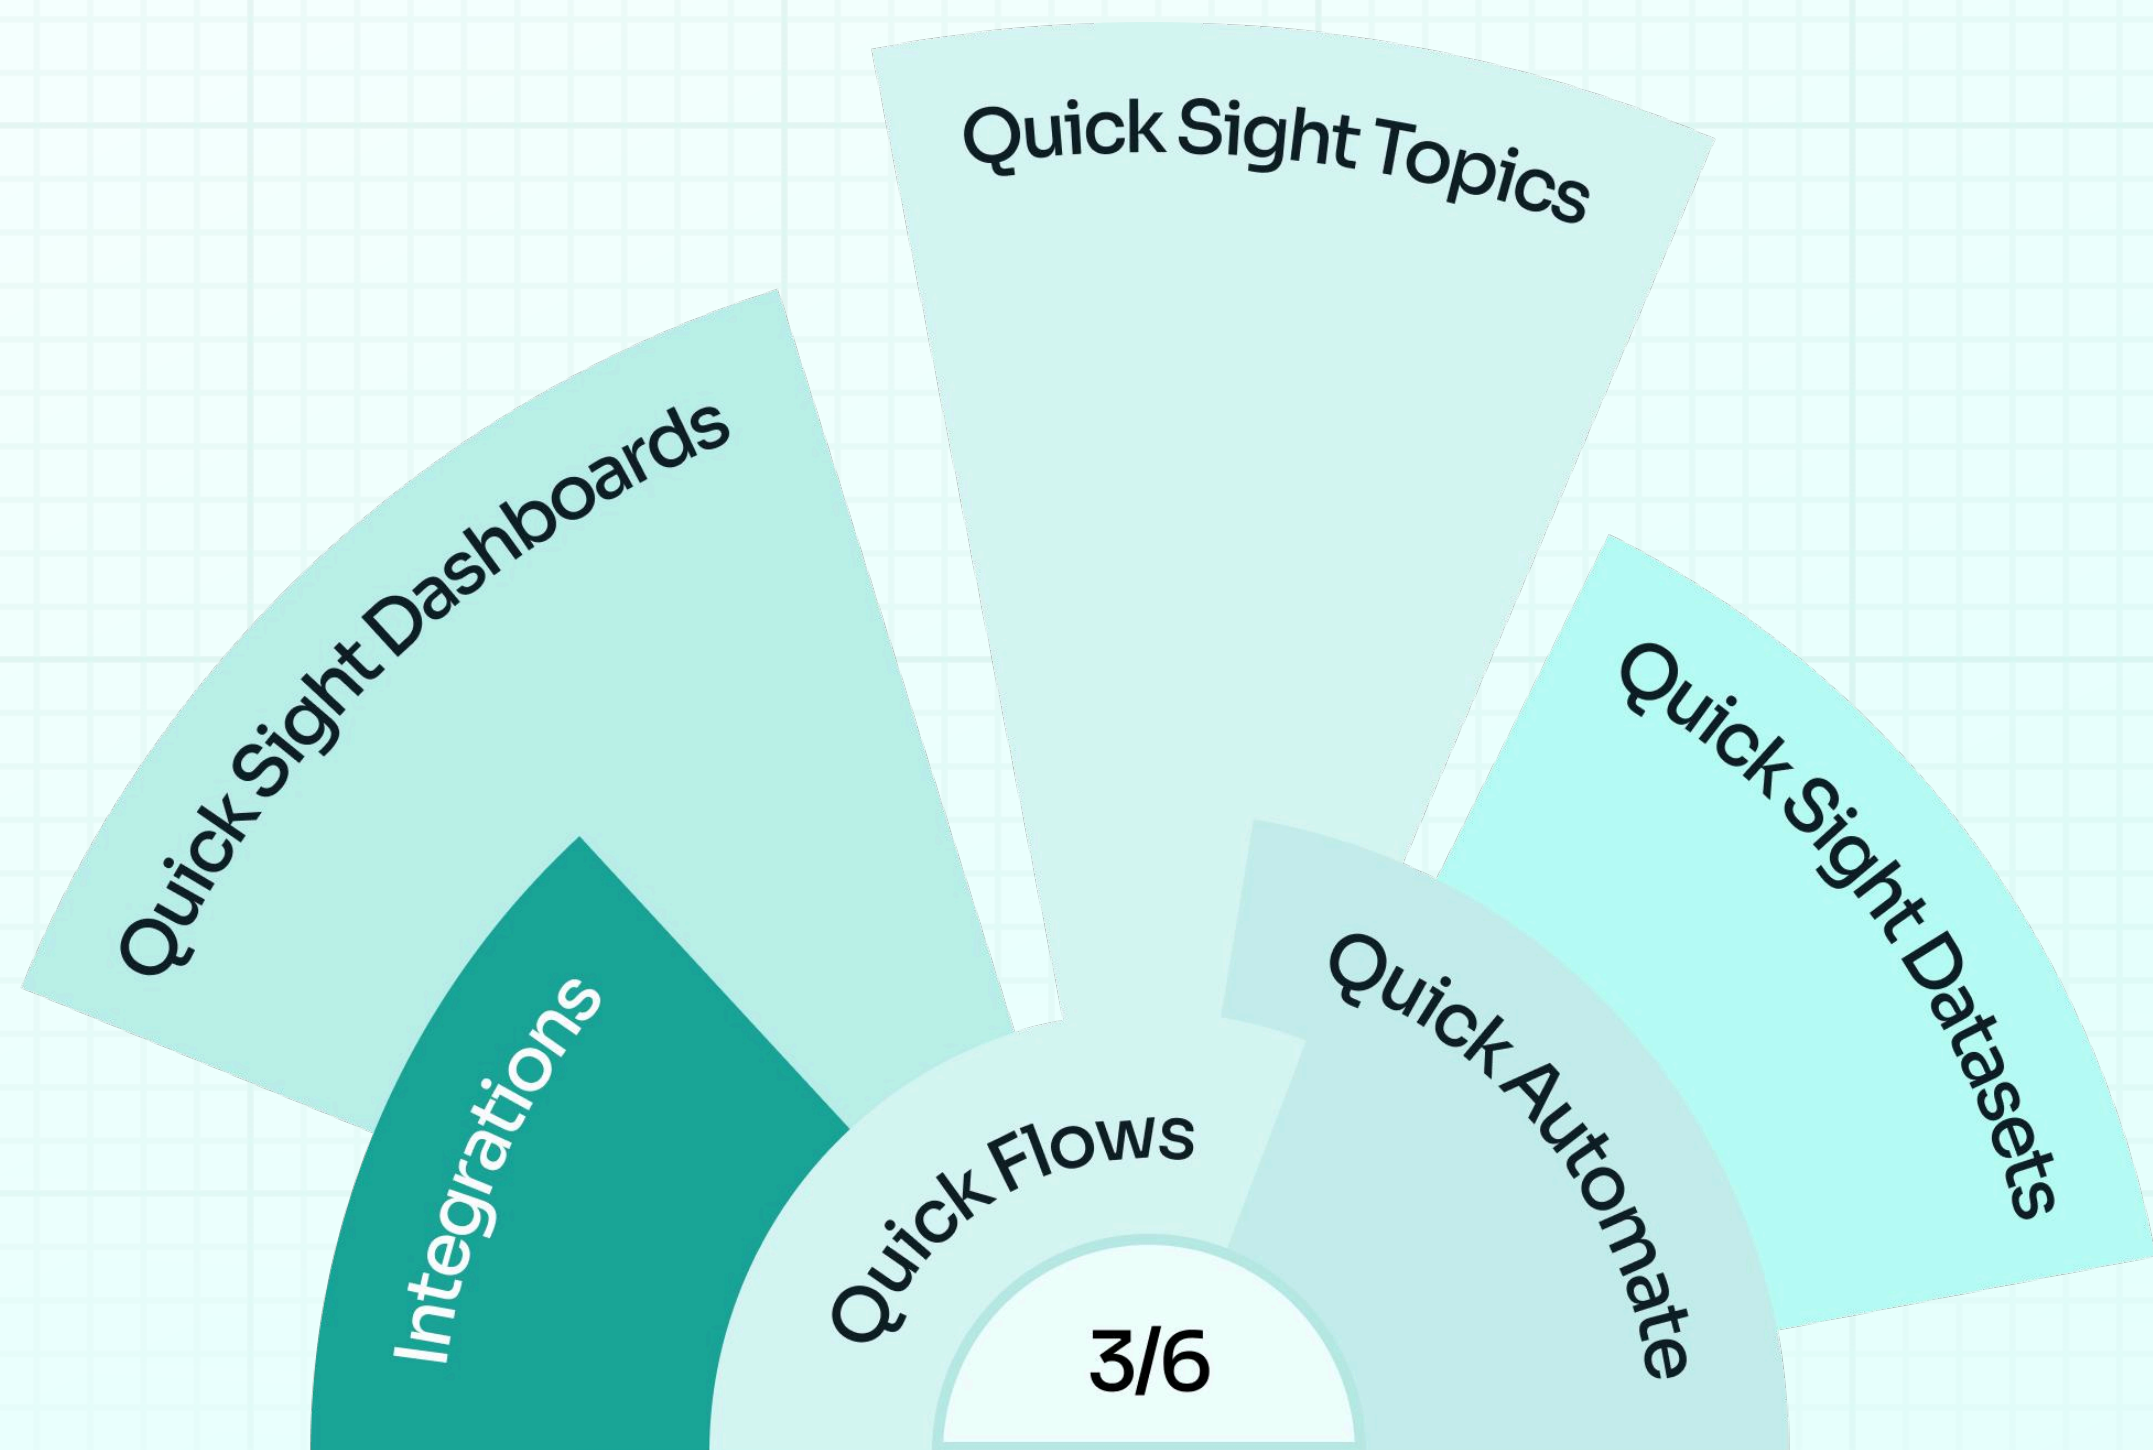 Quick Sight Topics
Quick Sight Dashboards
Quick Sight Datasets
Integrations
Quick Automate
Quick Flows
3/6